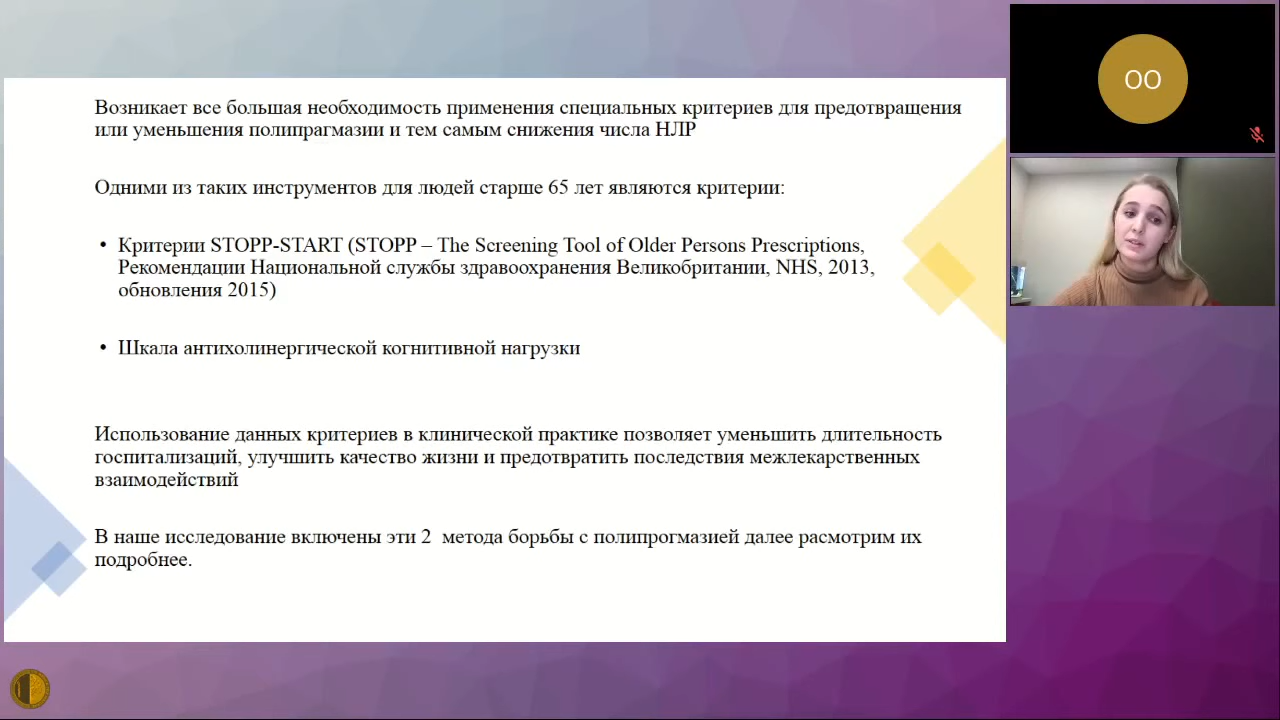 Возникает все большая необходимость применения специальных критериев для предотвращения
или уменьшения полипрагмазии и тем самым снижения числа НЛР
Одними из таких инструментов для людей старше 65 лет являются критерии:
• Критерии STOPP-START (STOPP – The Screening Tool of Older Persons Prescriptions,
Рекомендации Национальной службы здравоохранения Великобритании, NHS, 2013,
обновления 2015)
• Шкала антихолинергической когнитивной нагрузки
Использование данных критериев в клинической практике позволяет уменьшить длительность
госпитализаций, улучшить качество жизни и предотвратить последствия межлекарственных
взаимодействий
В наше исследование включены эти 2 метода борьбы с полипрогмазией далее расмотрим их
подробнее.
OO